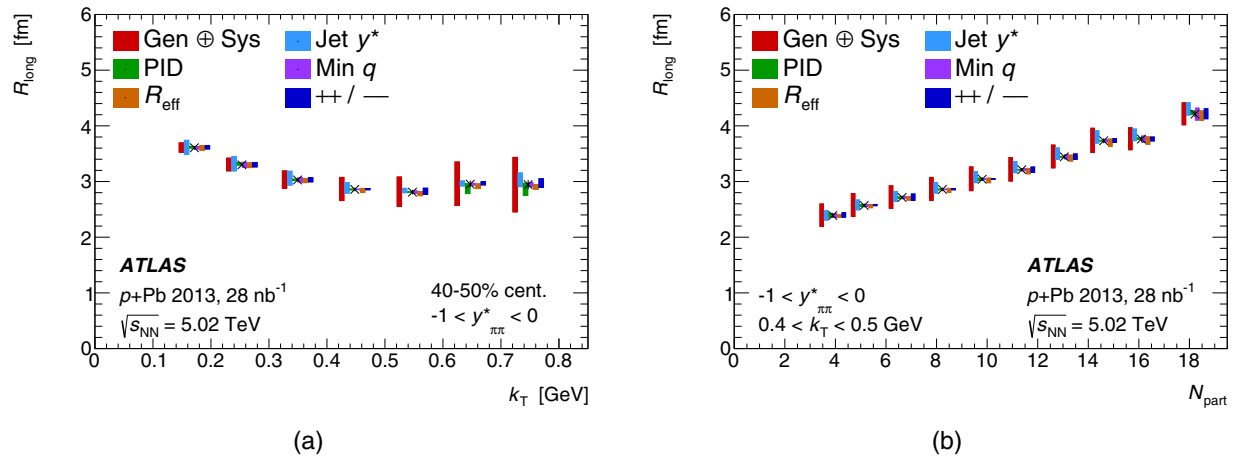 R_long [fm]
6
5
4
3
2
1
0
Gen ⊕ Sys
PID
R_eff
Jet y*
Min q
++ / −−
ATLAS
p+Pb 2013, 28 nb⁻¹
√s_NN = 5.02 TeV
40-50% cent.
-1 < y*_ππ < 0
0 0.1 0.2 0.3 0.4 0.5 0.6 0.7 0.8
k_T [GeV]
(a)
R_long [fm]
6
5
4
3
2
1
0
Gen ⊕ Sys
PID
R_eff
Jet y*
Min q
++ / −−
-1 < y*_ππ < 0
0.4 < k_T < 0.5 GeV
ATLAS
p+Pb 2013, 28 nb⁻¹
√s_NN = 5.02 TeV
0 2 4 6 8 10 12 14 16 18
N_part
(b)